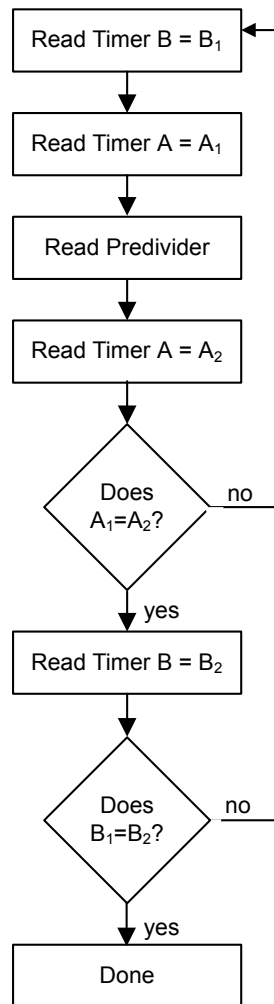 Read Timer B = B₁
Read Timer A = A₁
Read Predivider
Read Timer A = A₂
Does
A₁=A₂?
no
yes
Read Timer B = B₂
Does
B₁=B₂?
no
yes
Done